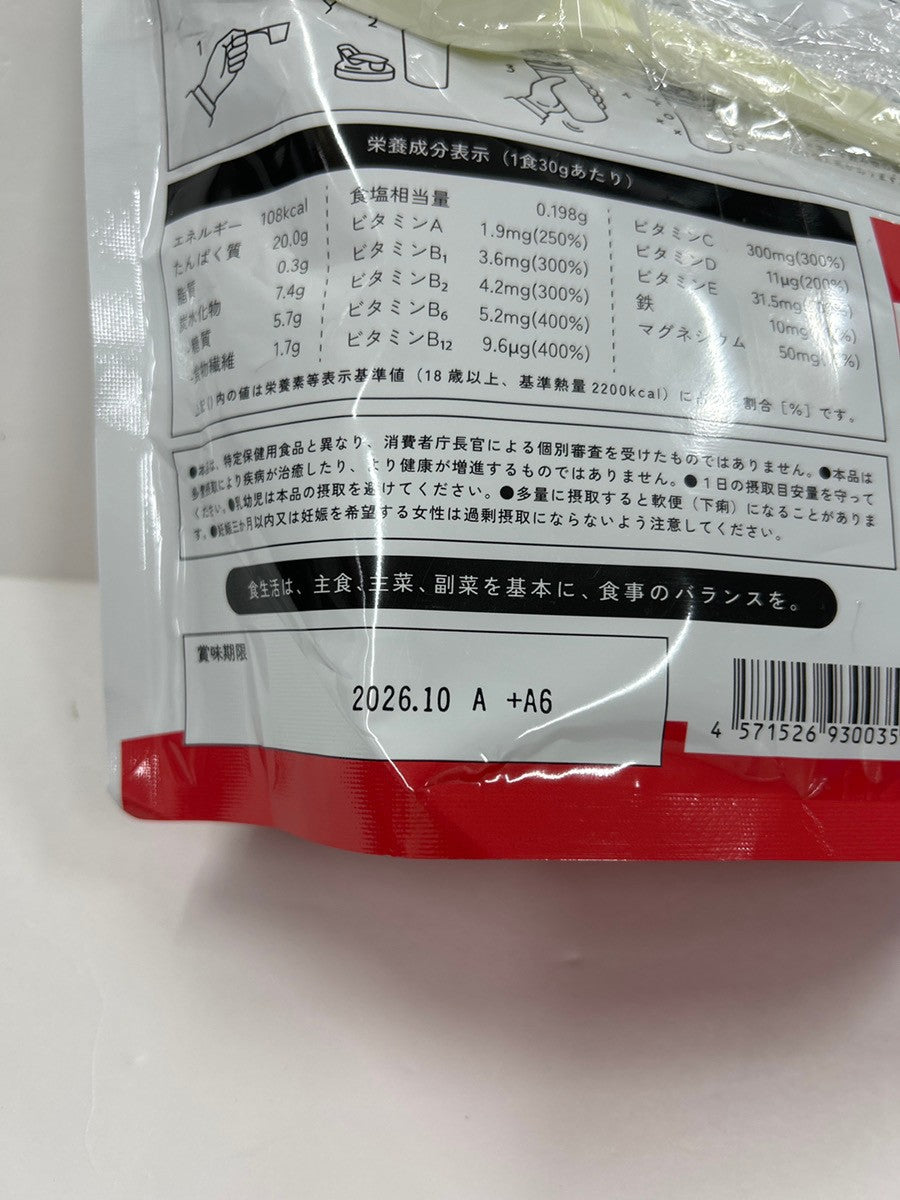 1
2
3
栄養成分表示（1食30gあたり）
エネルギー 108kcal
たんぱく質 20.0g
脂質 0.3g
炭水化物 7.4g
糖質 5.7g
食物繊維 1.7g
食塩相当量 0.198g
ビタミンA 1.9mg(250%)
ビタミンB1 3.6mg(300%)
ビタミンB2 4.2mg(300%)
ビタミンB6 5.2mg(400%)
ビタミンB12 9.6μg(400%)
ビタミンC 300mg(300%)
ビタミンD 11μg(200%)
ビタミンE 31.5mg
鉄 10mg
マグネシウム 50mg
()内の値は栄養素等表示基準値（18歳以上、基準熱量2200kcal）に 割合［%］です。
●本品は、特定保健用食品と異なり、消費者庁長官による個別審査を受けたものではありません。●本品は
多量摂取により疾病が治癒したり、より健康が増進するものではありません。●1日の摂取目安量を守って
ください。●乳幼児は本品の摂取を避けてください。●多量に摂取すると軟便（下痢）になることがありま
す。●妊娠三か月以内又は妊娠を希望する女性は過剰摂取にならないよう注意してください。
食生活は、主食、主菜、副菜を基本に、食事のバランスを。
賞味期限
2026.10 A +A6
4 571526 930035